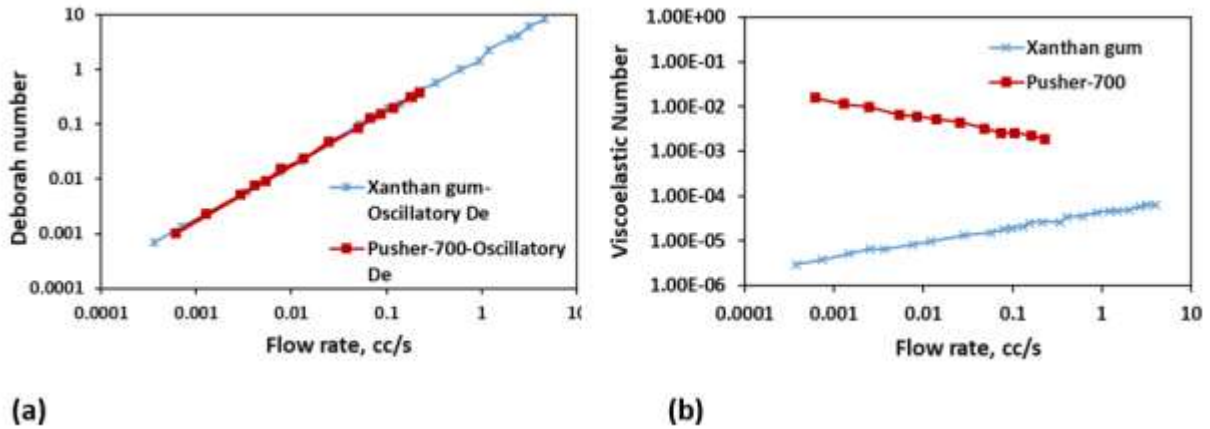 10
1
0.1
0.01
0.001
0.0001
Deborah number
Xanthan gum-
Oscillatory De
Pusher-700-Oscillatory
De
0.0001 0.001 0.01 0.1 1 10
Flow rate, cc/s
(a)
1.00E+00
1.00E-01
1.00E-02
1.00E-03
1.00E-04
1.00E-05
1.00E-06
Viscoelastic Number
Xanthan gum
Pusher-700
0.0001 0.001 0.01 0.1 1 10
Flow rate, cc/s
(b)